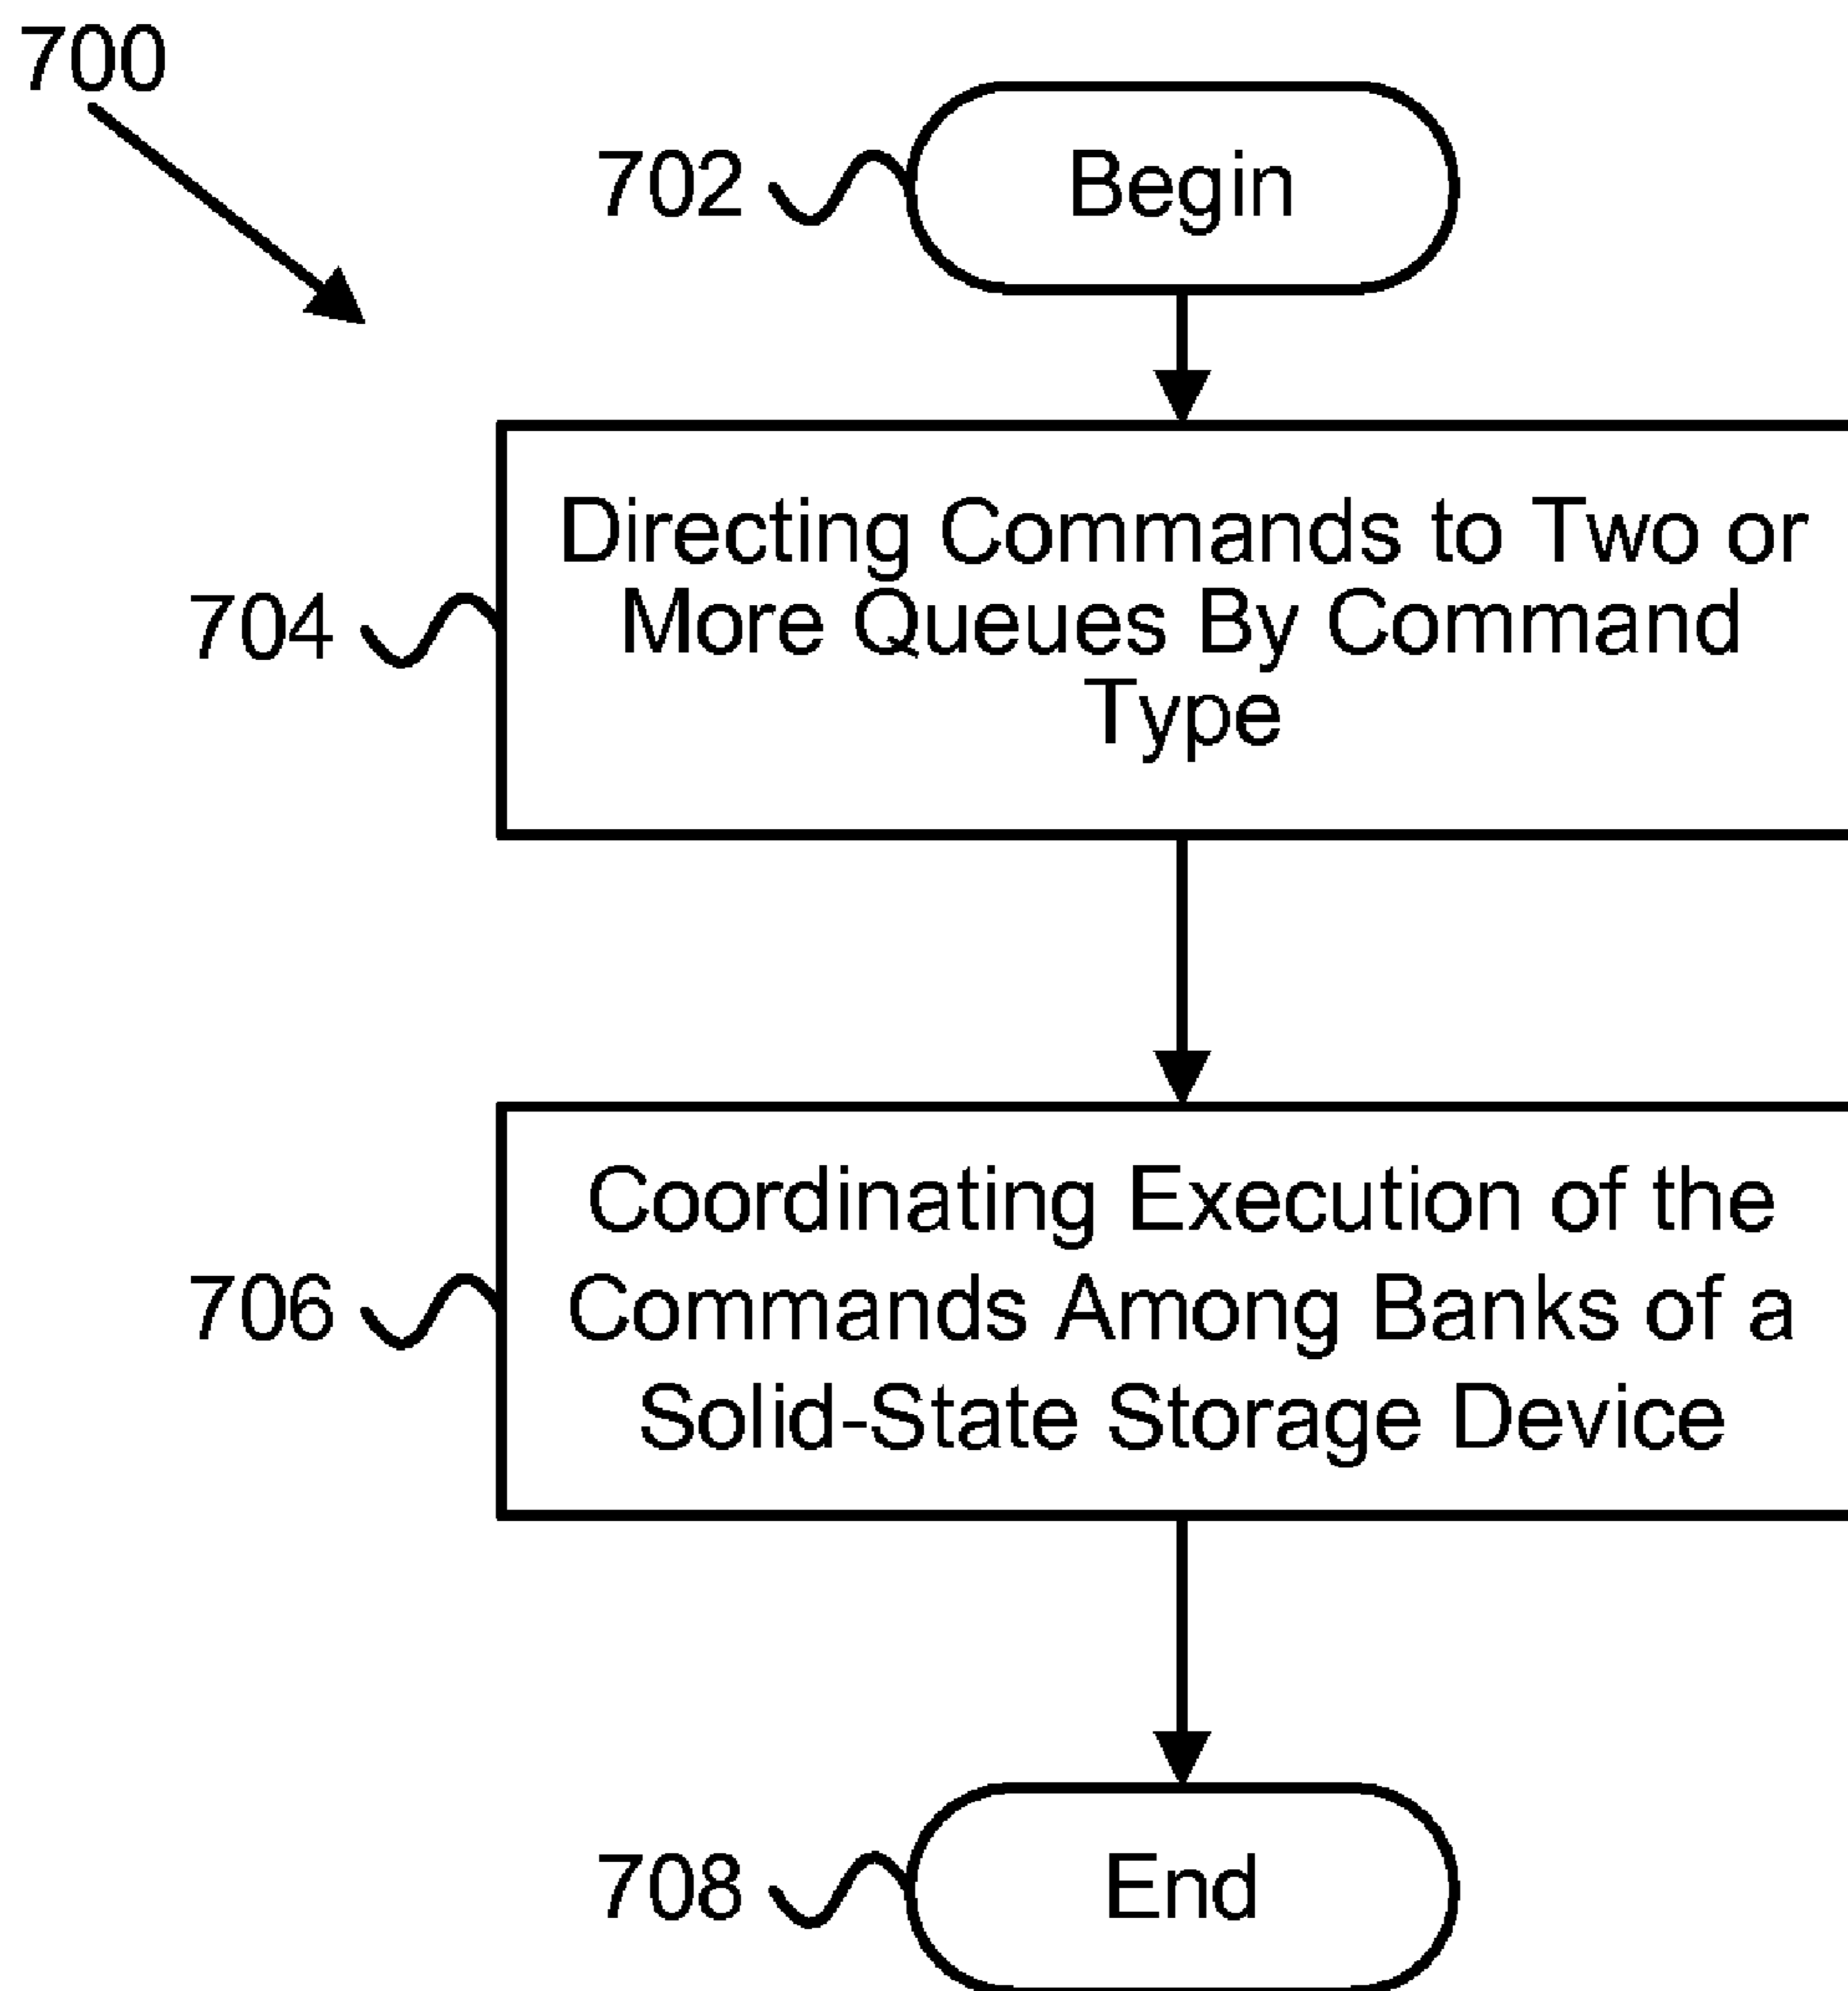 700
702
Begin
Directing Commands to Two or
More Queues By Command
Type
704
Coordinating Execution of the
Commands Among Banks of a
Solid-State Storage Device
706
708
End